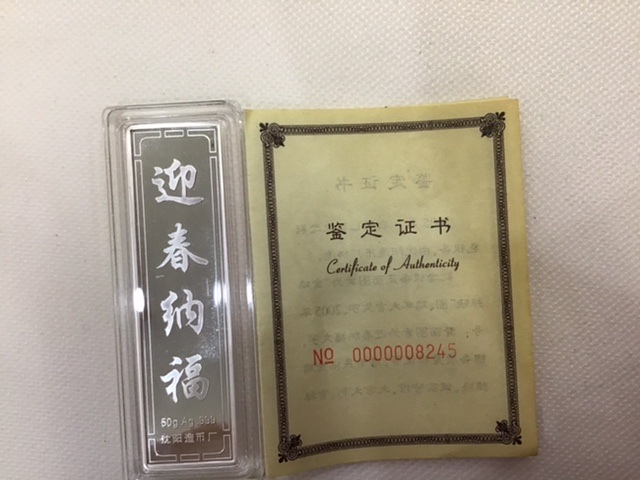 迎春纳福
50g Ag .999
沈阳造币厂
鉴定证书
Certificate of Authenticity
№ 0000008245